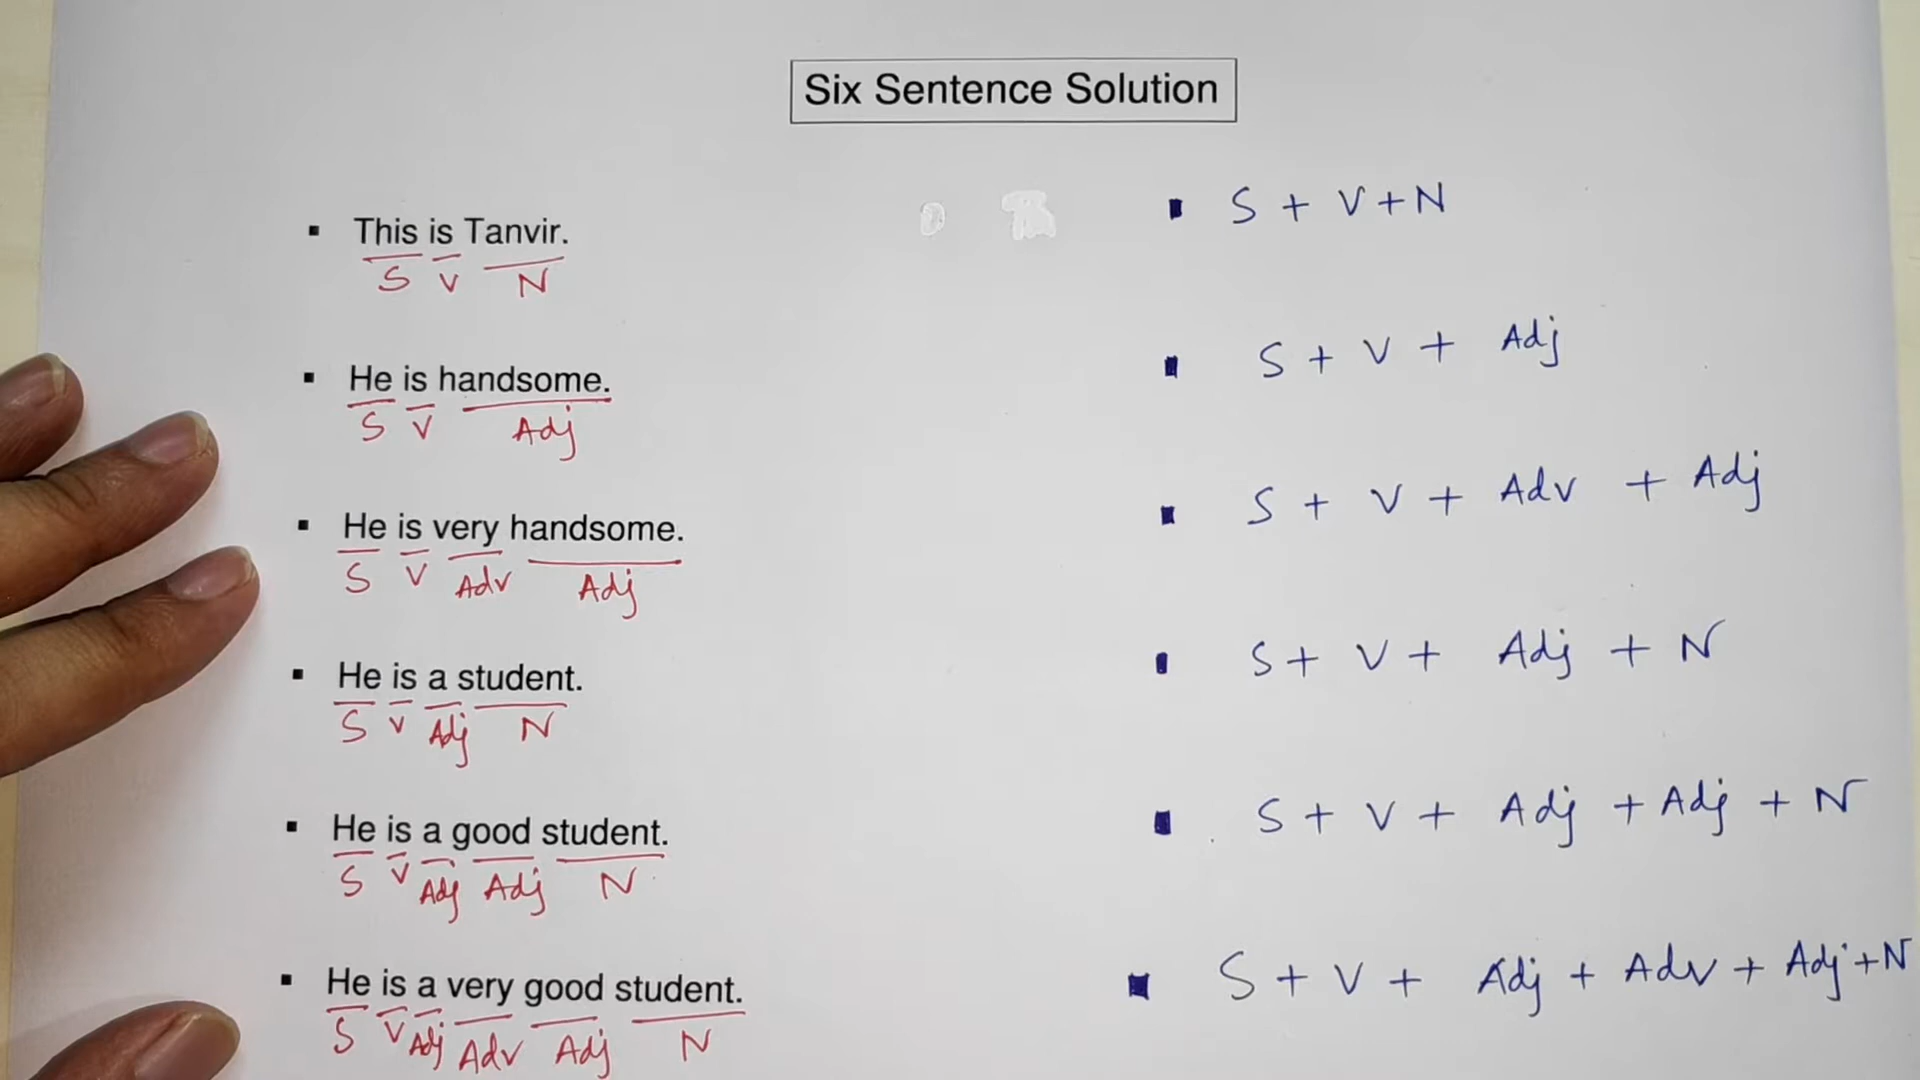 Six Sentence Solution
▪ This is Tanvir.
S V N
▪ S + V + N
▪ He is handsome.
S V Adj
▪ S + V + Adj
▪ He is very handsome.
S V Adv Adj
▪ S + V + Adv + Adj
▪ He is a student.
S V Adj N
▪ S + V + Adj + N
▪ He is a good student.
S V Adj Adj N
▪ S + V + Adj + Adj + N
▪ He is a very good student.
S V Adj Adv Adj N
▪ S + V + Adj + Adv + Adj + N